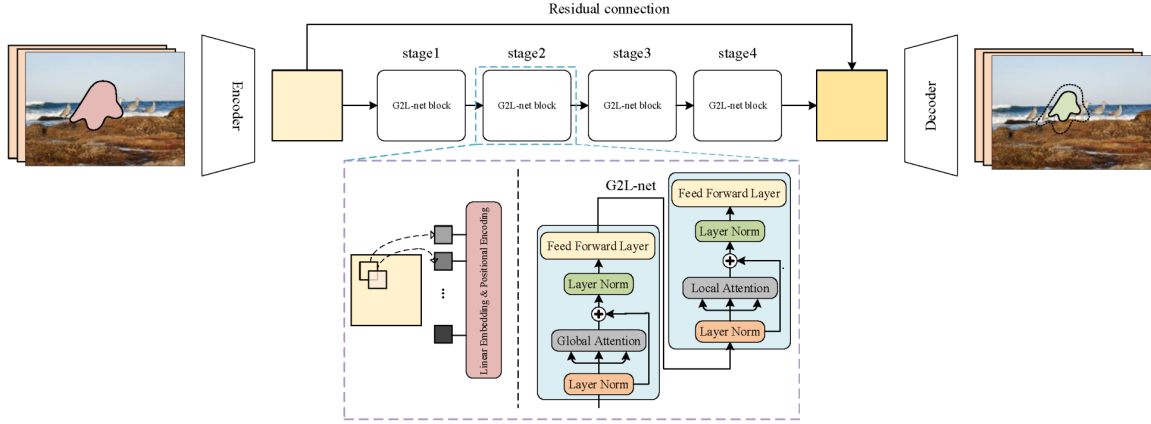 Residual connection
stage1
stage2
stage3
stage4
Encoder
G2L-net block
G2L-net block
G2L-net block
G2L-net block
Decoder
Linear Embedding & Positional Encoding
...
G2L-net
Feed Forward Layer
Layer Norm
Global Attention
Layer Norm
Feed Forward Layer
Layer Norm
Local Attention
Layer Norm